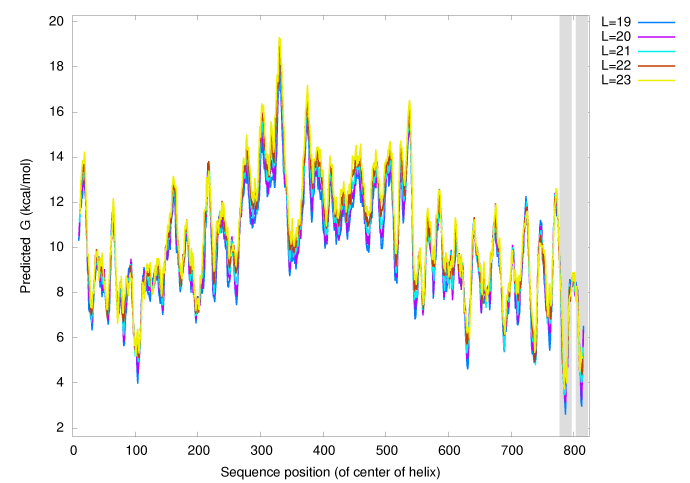 20
18
16
14
12
10
8
6
4
2
Predicted G (kcal/mol)
0 100 200 300 400 500 600 700 800
Sequence position (of center of helix)
L=19
L=20
L=21
L=22
L=23